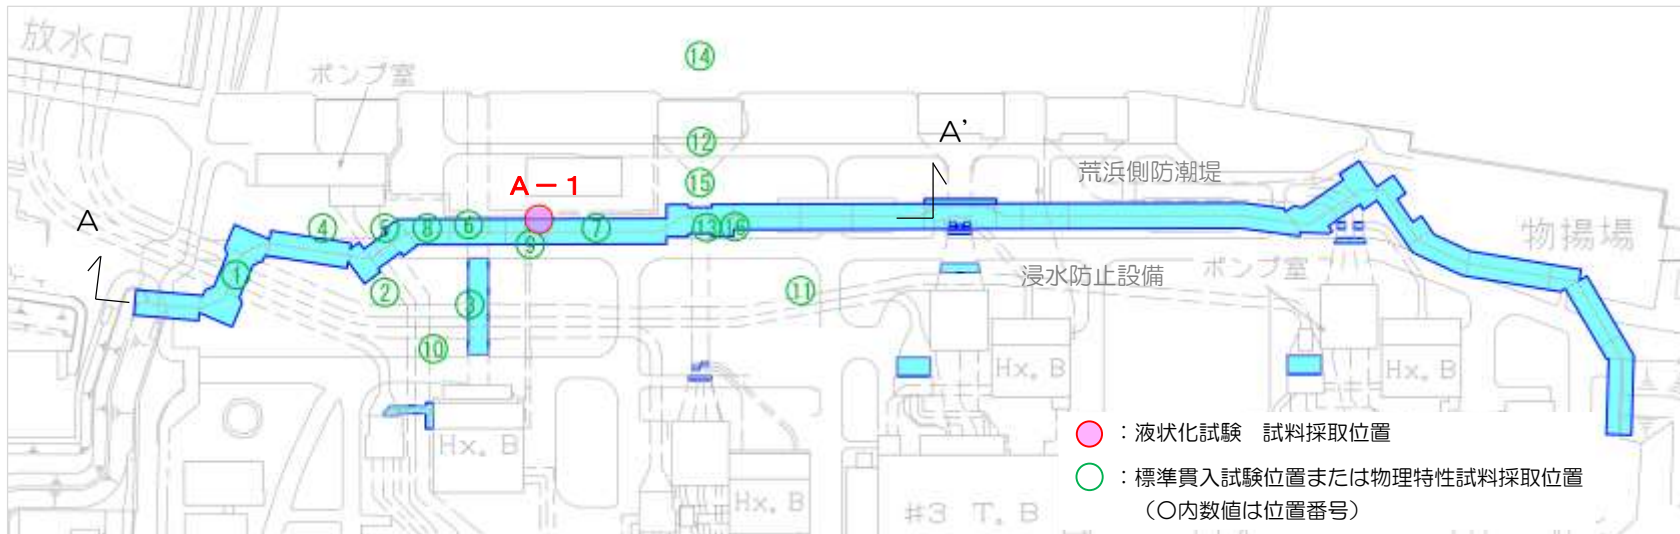 放水口
ポンプ室
⑭
⑫
A'
荒浜側防潮堤
⑮
A－1
A
④
⑤
⑧
⑥
⑨
⑦
⑬
物揚場
①
②
③
⑪
浸水防止設備
ポンプ室
⑩
Hx. B
Hx. B
Hx. B
Hx. B
#3 T. B
：液状化試験　試料採取位置
：標準貫入試験位置または物理特性試料採取位置
（○内数値は位置番号）